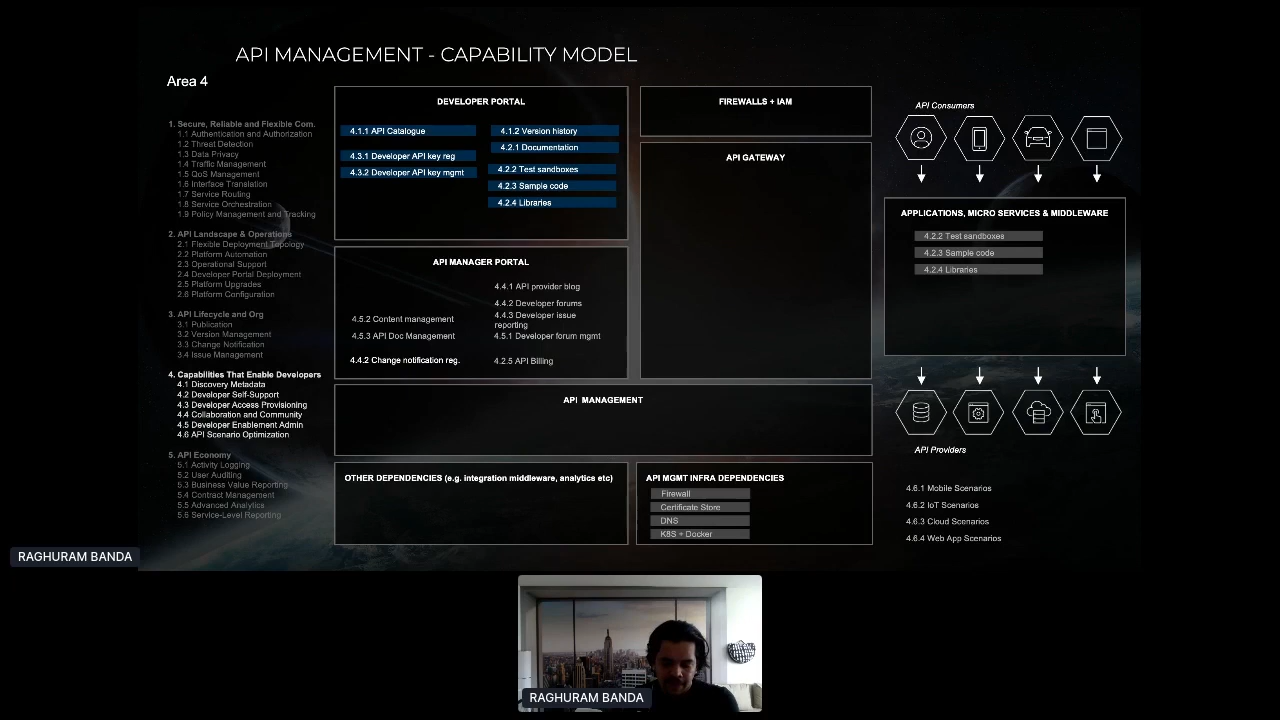 API MANAGEMENT - CAPABILITY MODEL
Area 4
1. Secure, Reliable and Flexible Com.
1.1 Authentication and Authorization
1.2 Threat Detection
1.3 Data Privacy
1.4 Traffic Management
1.5 QoS Management
1.6 Interface Translation
1.7 Service Routing
1.8 Service Orchestration
1.9 Policy Management and Tracking
2. API Landscape & Operations
2.1 Flexible Deployment Topology
2.2 Platform Automation
2.3 Operational Support
2.4 Developer Portal Deployment
2.5 Platform Upgrades
2.6 Platform Configuration
3. API Lifecycle and Org
3.1 Publication
3.2 Version Management
3.3 Change Notification
3.4 Issue Management
4. Capabilities That Enable Developers
4.1 Discovery Metadata
4.2 Developer Self-Support
4.3 Developer Access Provisioning
4.4 Collaboration and Community
4.5 Developer Enablement Admin
4.6 API Scenario Optimization
5. API Economy
5.1 Activity Logging
5.2 User Auditing
5.3 Business Value Reporting
5.4 Contract Management
5.5 Advanced Analytics
5.6 Service-Level Reporting
DEVELOPER PORTAL
4.1.1 API Catalogue
4.3.1 Developer API key reg
4.3.2 Developer API key mgmt
4.1.2 Version history
4.2.1 Documentation
4.2.2 Test sandboxes
4.2.3 Sample code
4.2.4 Libraries
API MANAGER PORTAL
4.5.2 Content management
4.5.3 API Doc Management
4.4.2 Change notification reg.
4.4.1 API provider blog
4.4.2 Developer forums
4.4.3 Developer issue
reporting
4.5.1 Developer forum mgmt
4.2.5 API Billing
FIREWALLS + IAM
API GATEWAY
API MANAGEMENT
OTHER DEPENDENCIES (e.g. integration middleware, analytics etc)
API MGMT INFRA DEPENDENCIES
Firewall
Certificate Store
DNS
K8S + Docker
API Consumers
APPLICATIONS, MICRO SERVICES & MIDDLEWARE
4.2.2 Test sandboxes
4.2.3 Sample code
4.2.4 Libraries
API Providers
4.6.1 Mobile Scenarios
4.6.2 IoT Scenarios
4.6.3 Cloud Scenarios
4.6.4 Web App Scenarios
RAGHURAM BANDA
RAGHURAM BANDA